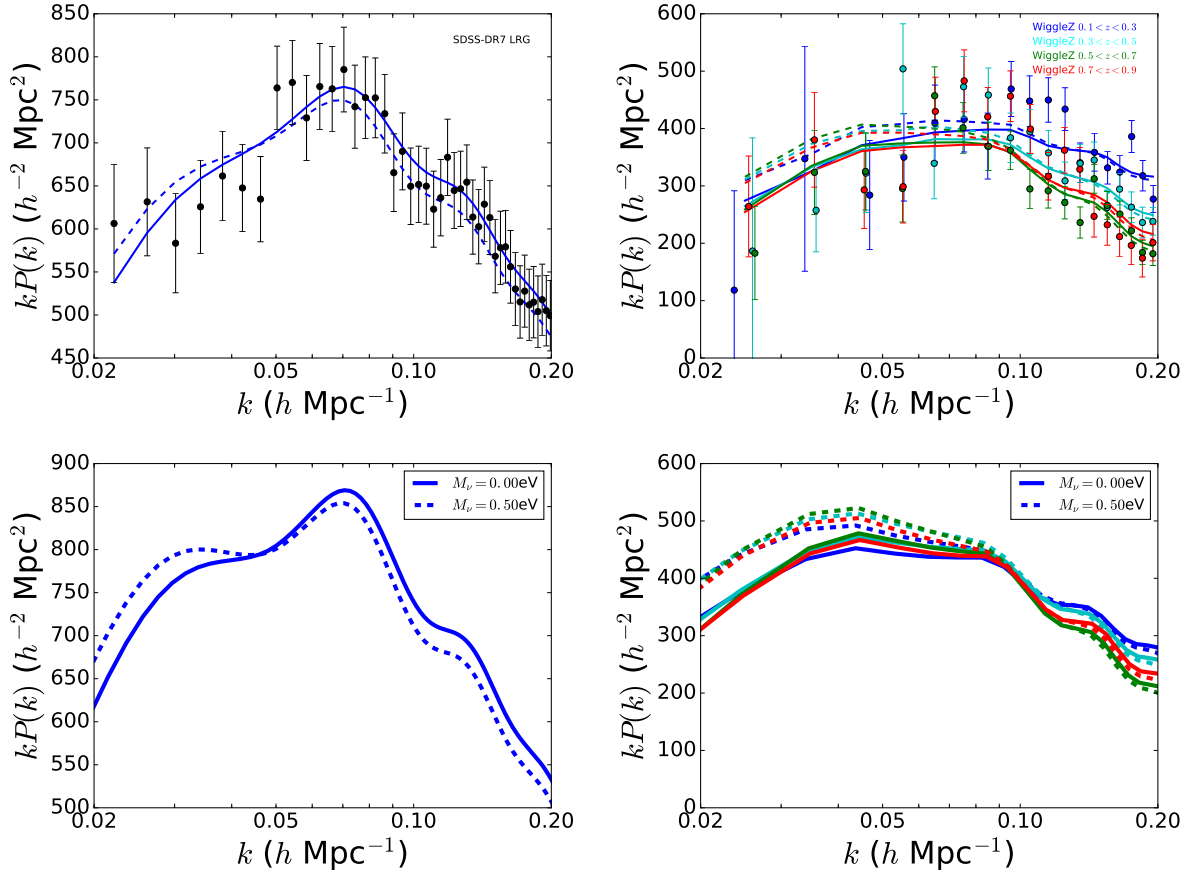 850
800
750
700
650
600
550
500
450
kP(k) (h⁻² Mpc²)
SDSS-DR7 LRG
0.02 0.05 0.10 0.20
k (h Mpc⁻¹)
600
500
400
300
200
100
0
kP(k) (h⁻² Mpc²)
WiggleZ 0.1 < z < 0.3
WiggleZ 0.3 < z < 0.5
WiggleZ 0.5 < z < 0.7
WiggleZ 0.7 < z < 0.9
0.02 0.05 0.10 0.20
k (h Mpc⁻¹)
900
850
800
750
700
650
600
550
500
kP(k) (h⁻² Mpc²)
Mν = 0.00eV
Mν = 0.50eV
0.02 0.05 0.10 0.20
k (h Mpc⁻¹)
600
500
400
300
200
100
0
kP(k) (h⁻² Mpc²)
Mν = 0.00eV
Mν = 0.50eV
0.02 0.05 0.10 0.20
k (h Mpc⁻¹)